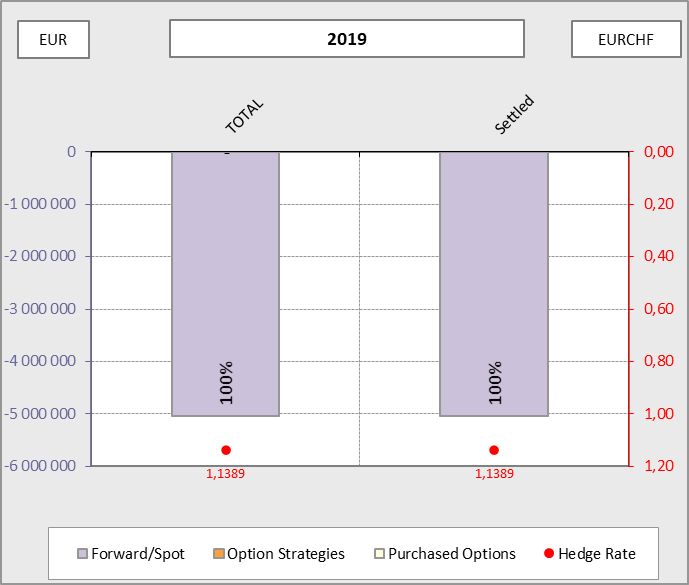 EUR
2019
EURCHF
TOTAL
Settled
0
-1 000 000
-2 000 000
-3 000 000
-4 000 000
-5 000 000
-6 000 000
0,00
0,20
0,40
0,60
0,80
1,00
1,20
100%
100%
1,1389
1,1389
Forward/Spot
Option Strategies
Purchased Options
Hedge Rate